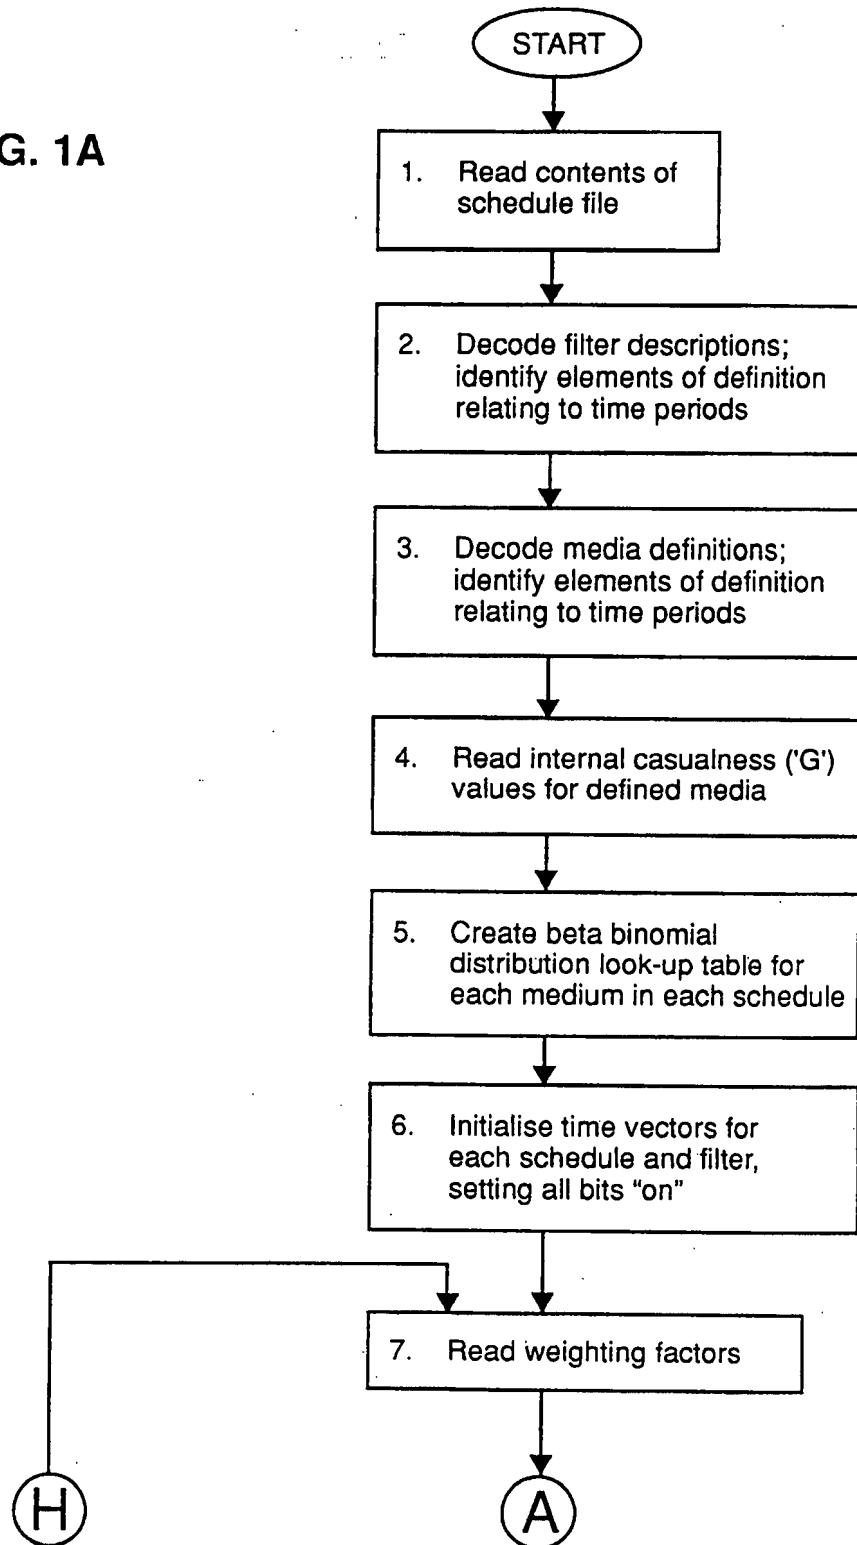 START
G. 1A
1. Read contents of
schedule file
2. Decode filter descriptions;
identify elements of definition
relating to time periods
3. Decode media definitions;
identify elements of definition
relating to time periods
4. Read internal casualness ('G')
values for defined media
5. Create beta binomial
distribution look-up table for
each medium in each schedule
6. Initialise time vectors for
each schedule and filter,
setting all bits “on”
7. Read weighting factors
H
A